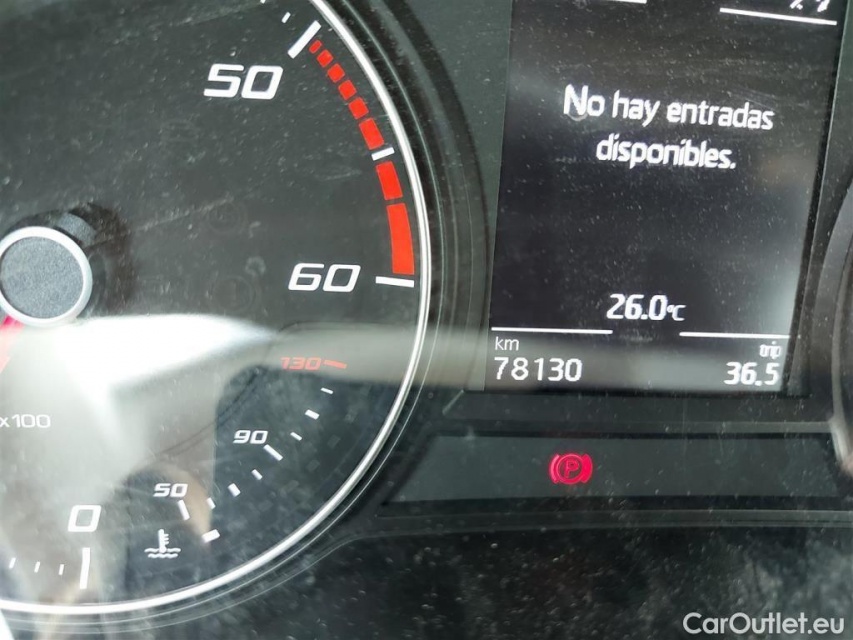 50
60
130
90
50
0
x100
No hay entradas
disponibles.
26.0°C
km
trip
78130
36.5
P
CarOutlet.eu